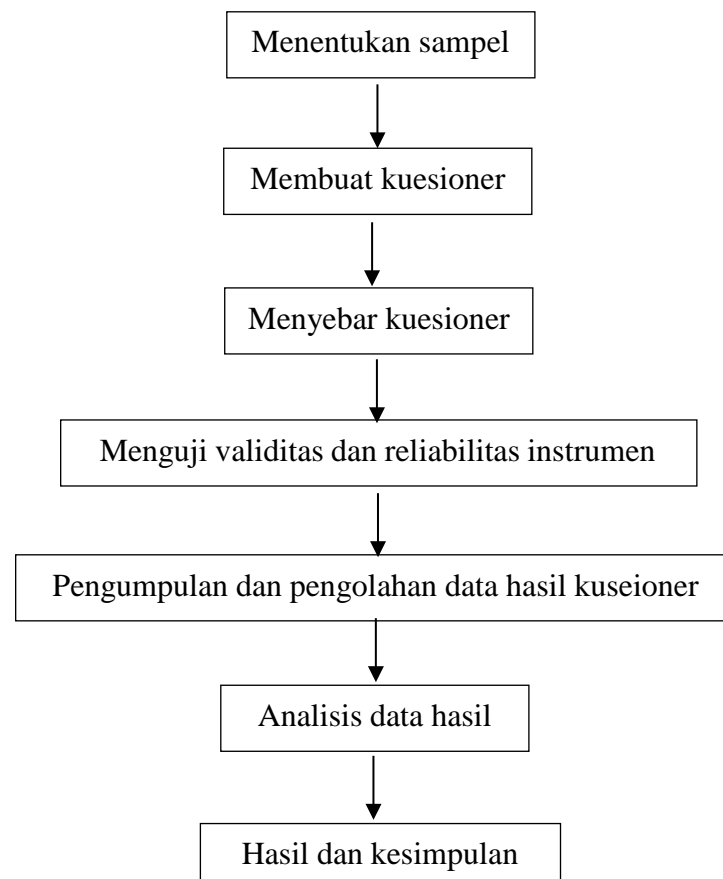 Menentukan sampel
Membuat kuesioner
Menyebar kuesioner
Menguji validitas dan reliabilitas instrumen
Pengumpulan dan pengolahan data hasil kuseioner
Analisis data hasil
Hasil dan kesimpulan